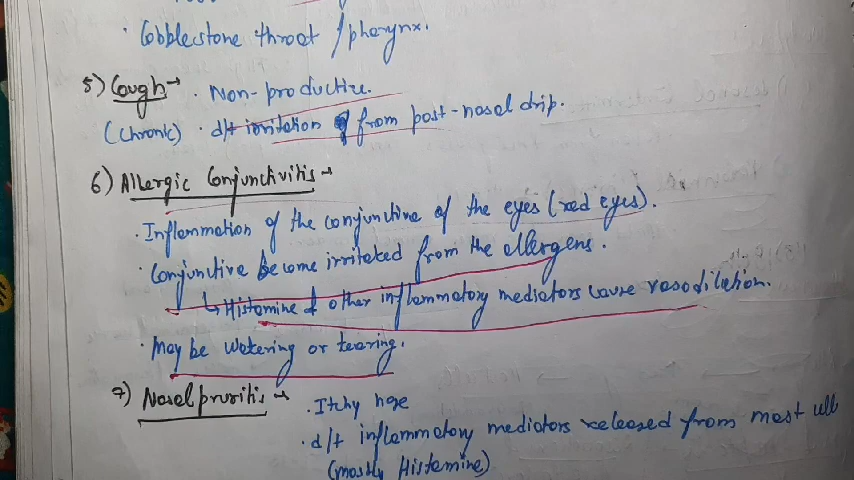 · Cobblestone throat / pharynx.
5) Cough → · Non-productive.
(Chronic) · d/t irritation from post-nasal drip.
6) Allergic Conjunctivitis →
· Inflammation of the conjunctive of the eyes (red eyes).
· Conjunctive become irritated from the allergens.
↳ Histamine & other inflammatory mediators cause vasodilation.
· May be watering or tearing.
7) Nasal pruritis → · Itchy nose
· d/t inflammatory mediators released from mast cells
(mostly Histamine)